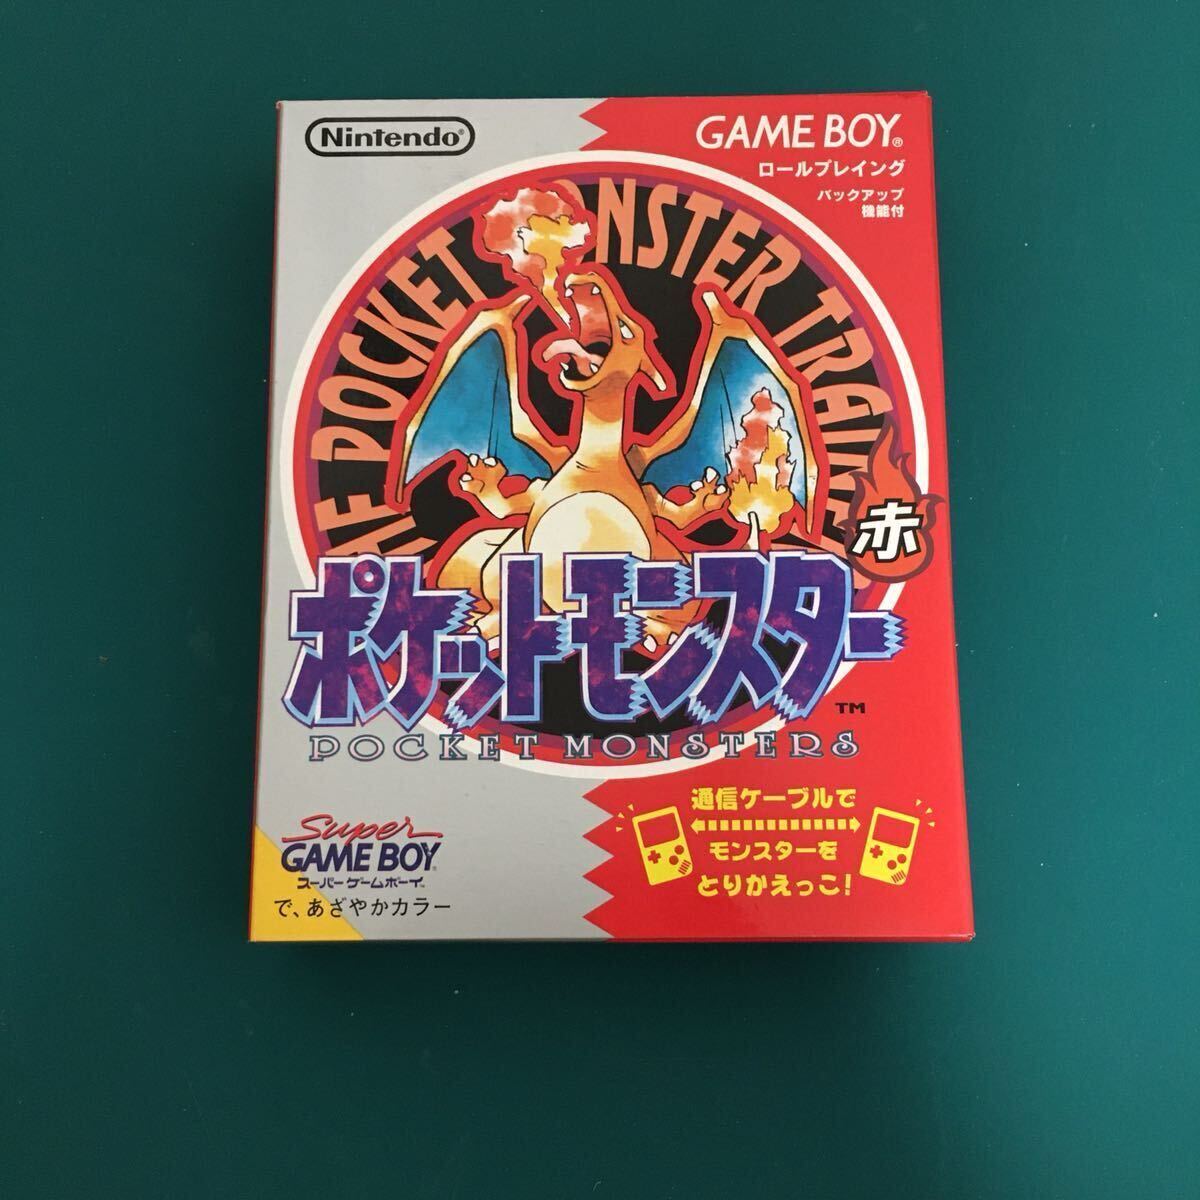 Nintendo®
GAME BOY®
ロールプレイング
バックアップ
機能付
POCKET MONSTER TRAINE
赤
ポケットモンスター
TM
POCKET MONSTERS
通信ケーブルで
モンスターを
とりかえっこ!
Super
GAME BOY
スーパーゲームボーイ
で、あざやかカラー